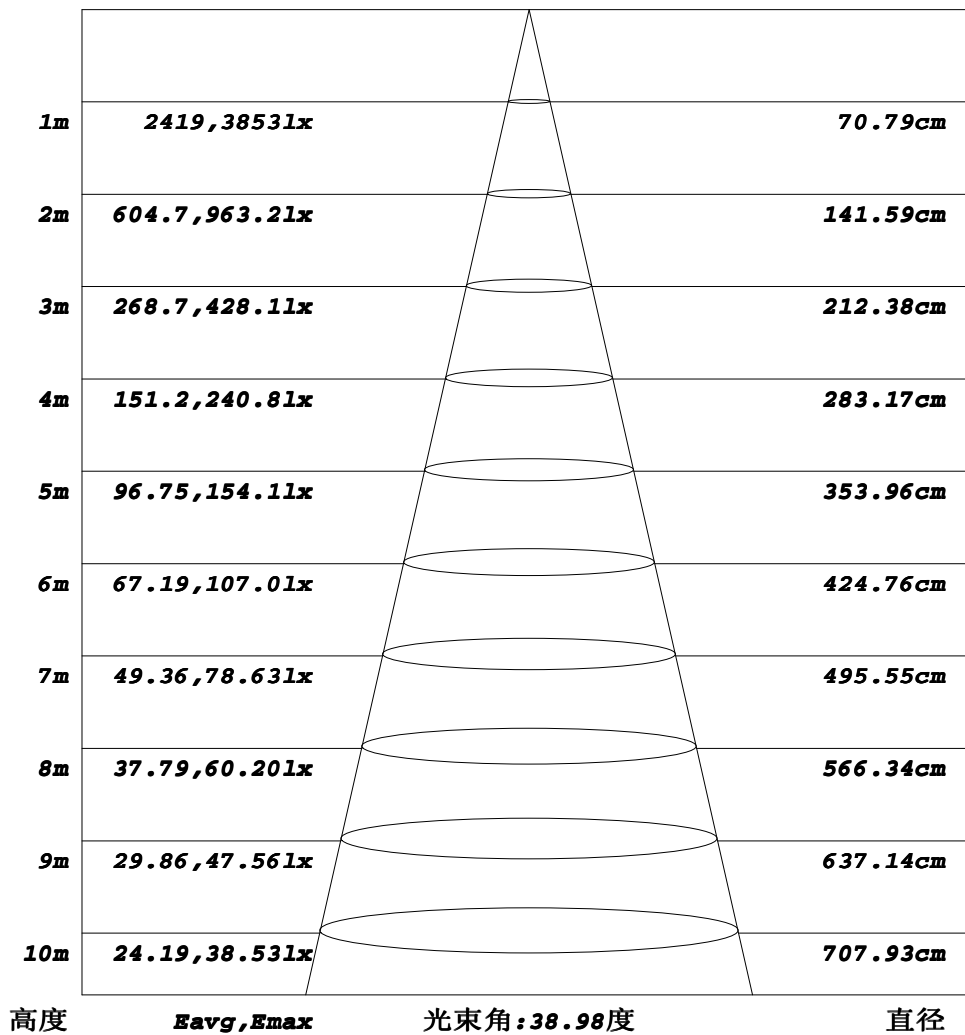 1m 2419,3853lx 70.79cm
2m 604.7,963.2lx 141.59cm
3m 268.7,428.1lx 212.38cm
4m 151.2,240.8lx 283.17cm
5m 96.75,154.1lx 353.96cm
6m 67.19,107.0lx 424.76cm
7m 49.36,78.63lx 495.55cm
8m 37.79,60.20lx 566.34cm
9m 29.86,47.56lx 637.14cm
10m 24.19,38.53lx 707.93cm
高度 Eavg,Emax 光束角:38.98度 直径